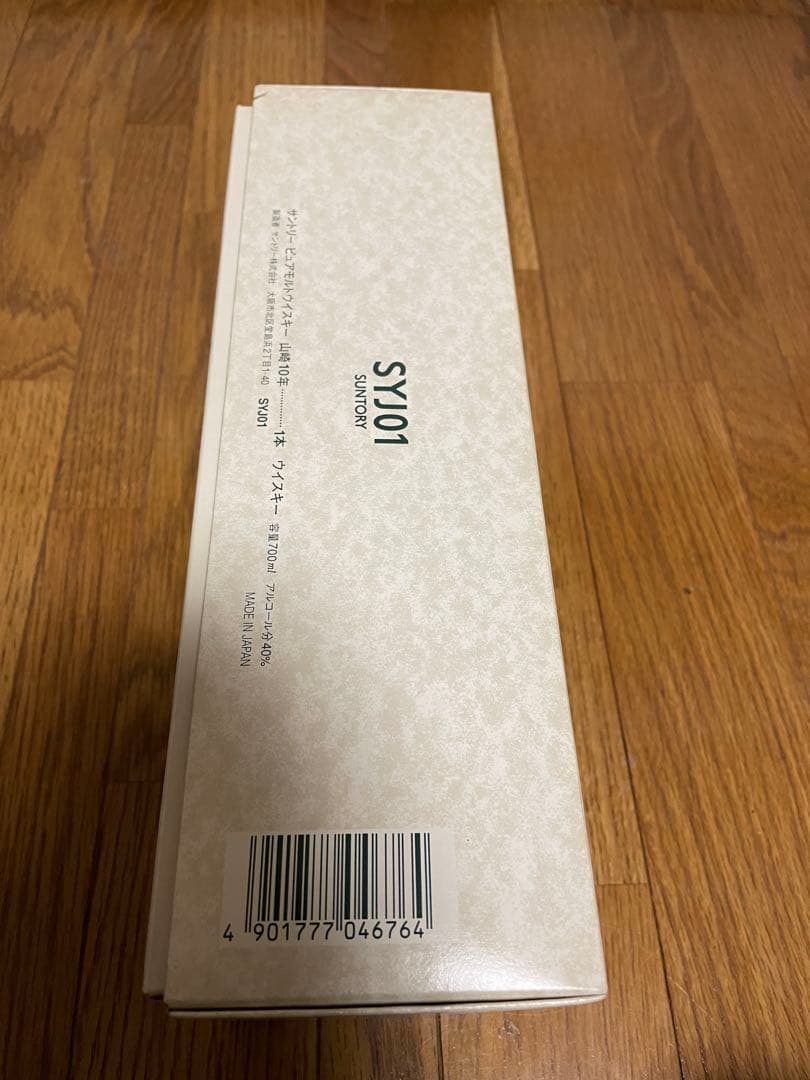 SYJ01
SUNTORY
サントリー ピュアモルトウイスキー 山崎10年 ············ 1本 ウイスキー 容量700ml アルコール分40%
製造者 サントリー株式会社 大阪市北区堂島浜2丁目1-40 SYJ01 MADE IN JAPAN
4 901777 046764